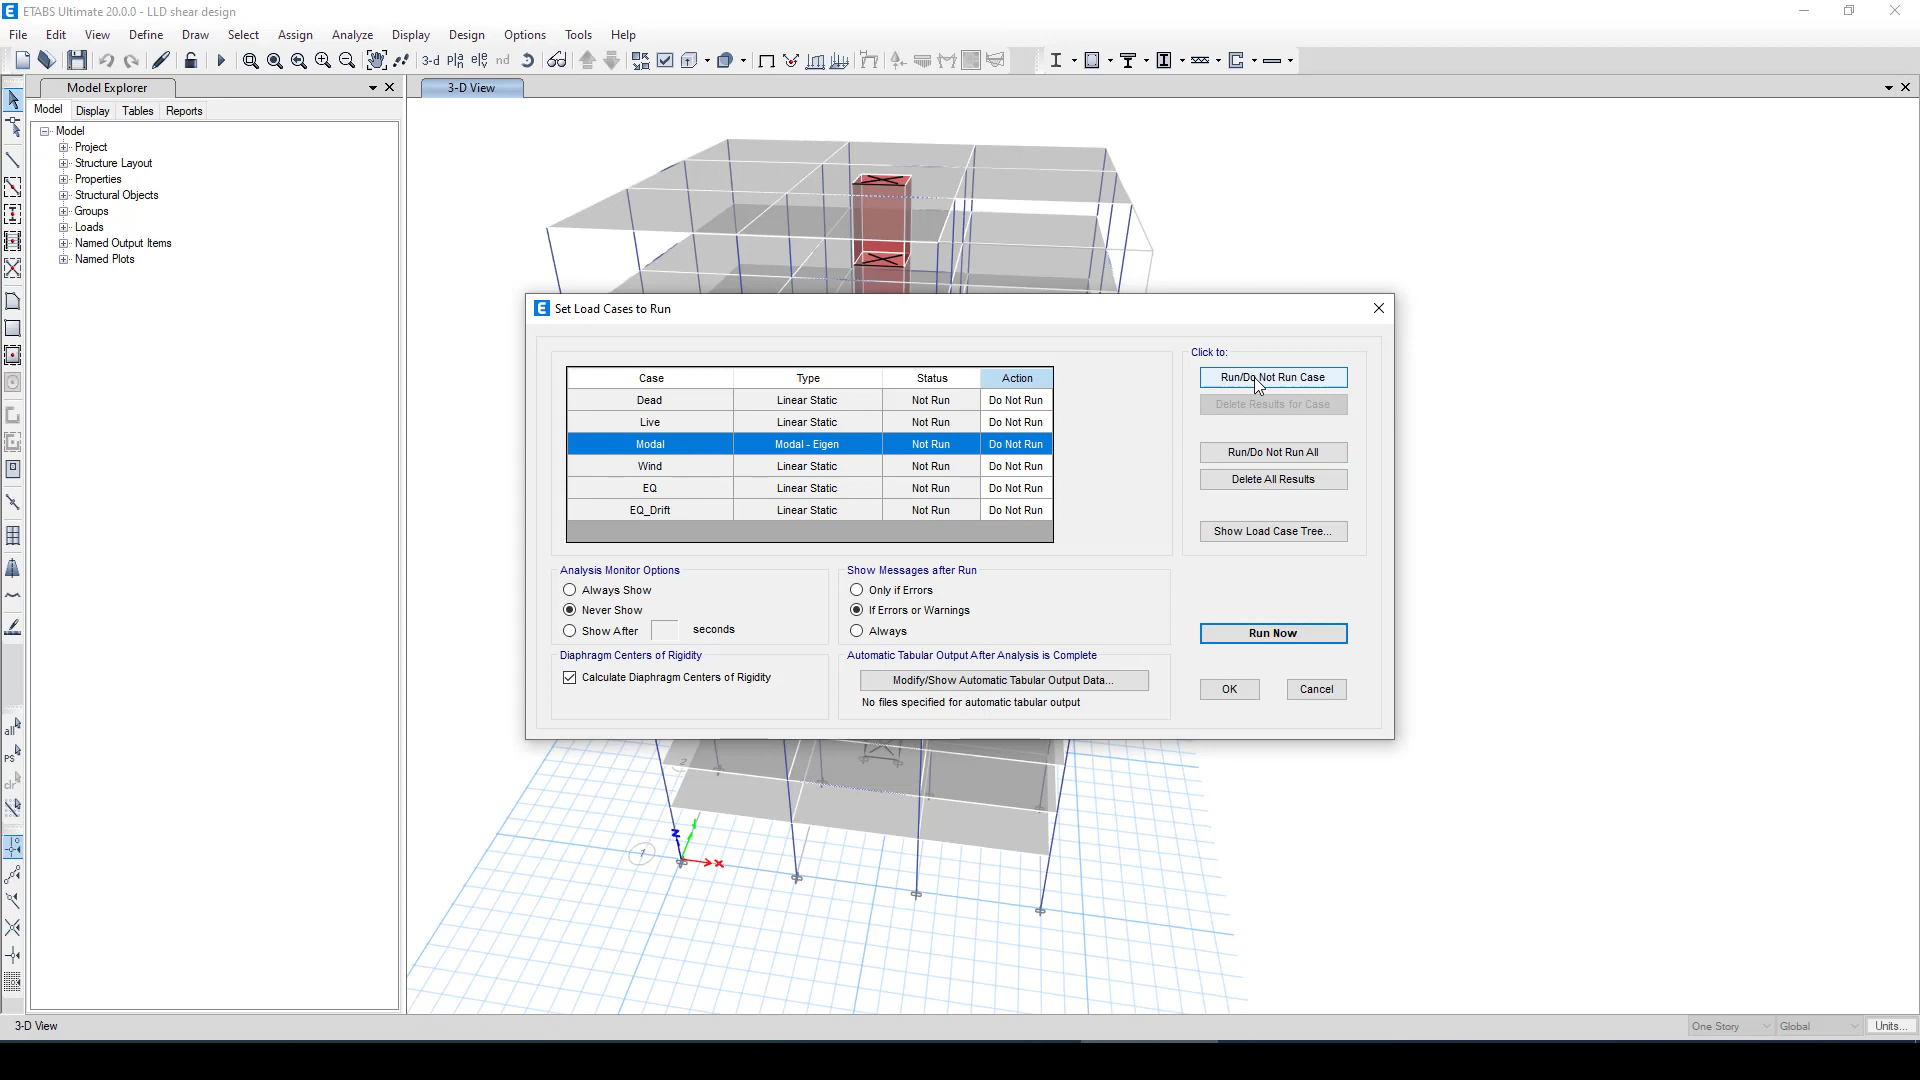 ETABS Ultimate 20.0.0 - LLD shear design
File Edit View Define Draw Select Assign Analyze Display Design Options Tools Help
3-d pla ele nd
Model Explorer
3-D View
Model Display Tables Reports
Model
Project
Structure Layout
Properties
Structural Objects
Groups
Loads
Named Output Items
Named Plots
Set Load Cases to Run
Click to:
Case Type Status Action
Run/Do Not Run Case
Dead Linear Static Not Run Do Not Run
Delete Results for Case
Live Linear Static Not Run Do Not Run
Modal Modal - Eigen Not Run Do Not Run
Run/Do Not Run All
Wind Linear Static Not Run Do Not Run
Delete All Results
EQ Linear Static Not Run Do Not Run
EQ_Drift Linear Static Not Run Do Not Run
Show Load Case Tree...
Analysis Monitor Options
Always Show
Never Show
Show After seconds
Show Messages after Run
Only if Errors
If Errors or Warnings
Always
Run Now
Diaphragm Centers of Rigidity
Calculate Diaphragm Centers of Rigidity
Automatic Tabular Output After Analysis is Complete
Modify/Show Automatic Tabular Output Data...
No files specified for automatic tabular output
OK Cancel
all
PS
clr
2
1
Z
X
3-D View
One Story Global Units...